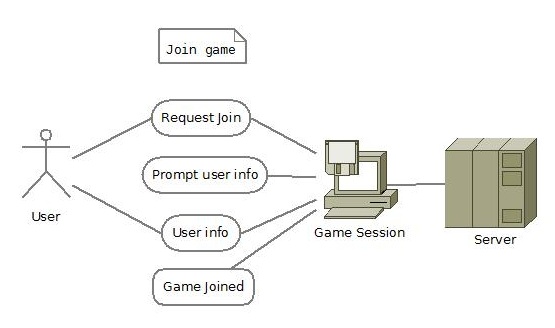 Join game
Request Join
Prompt user info
User
User info
Game Session
Server
Game Joined